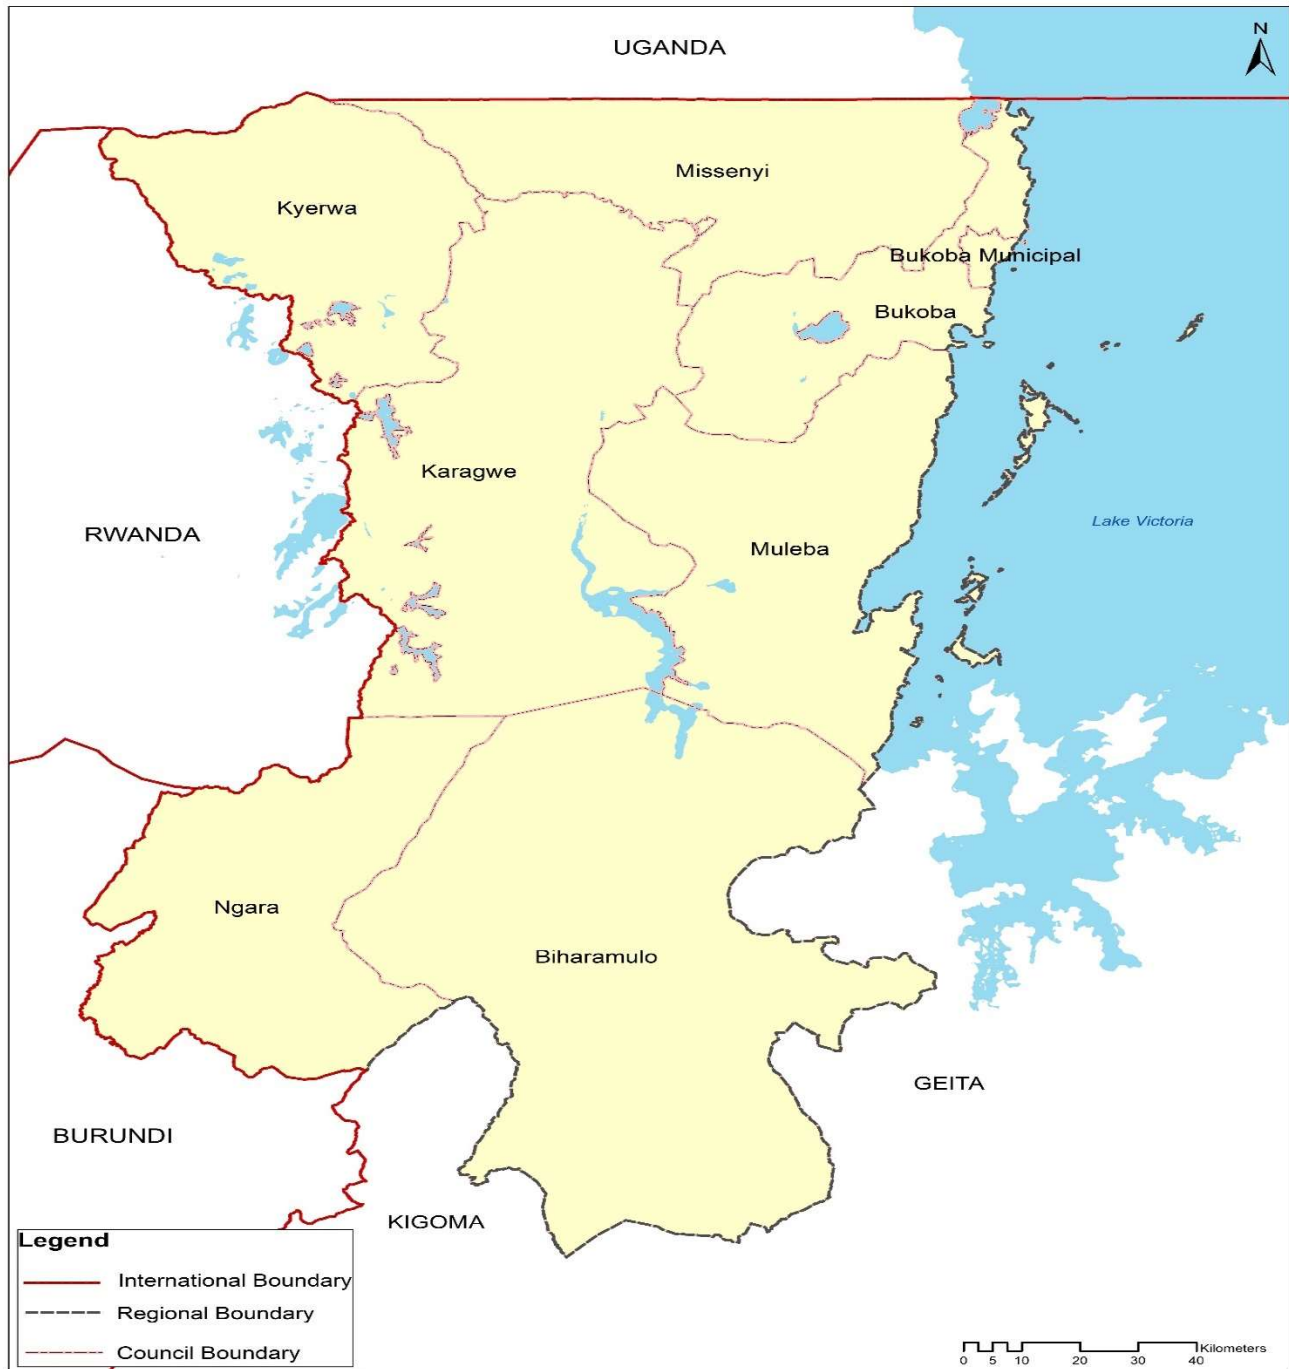 UGANDA
N
Missenyi
Kyerwa
Bukoba Municipal
Bukoba
Karagwe
Lake Victoria
RWANDA
Muleba
Ngara
Biharamulo
GEITA
BURUNDI
KIGOMA
Legend
International Boundary
Regional Boundary
Council Boundary
Kilometers
0 5 10 20 30 40